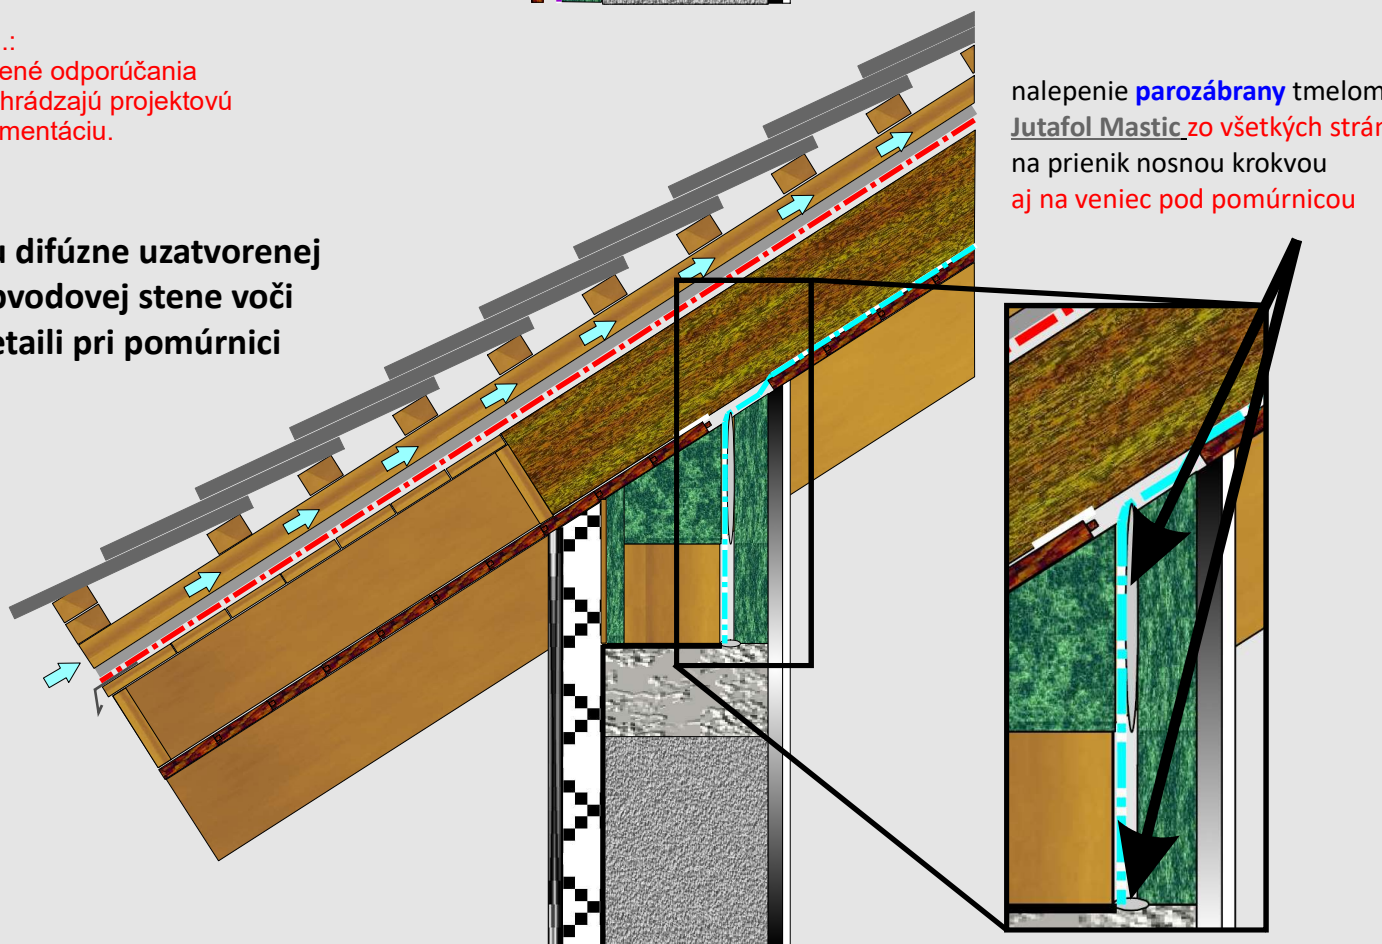 .:
ené odporúčania
hrádzajú projektovú
mentáciu.
u difúzne uzatvorenej
bvodovej stene voči
etaili pri pomúrnici
nalepenie parozábrany tmelom
Jutafol Mastic zo všetkých strán
na prienik nosnou krokvou
aj na veniec pod pomúrnicou